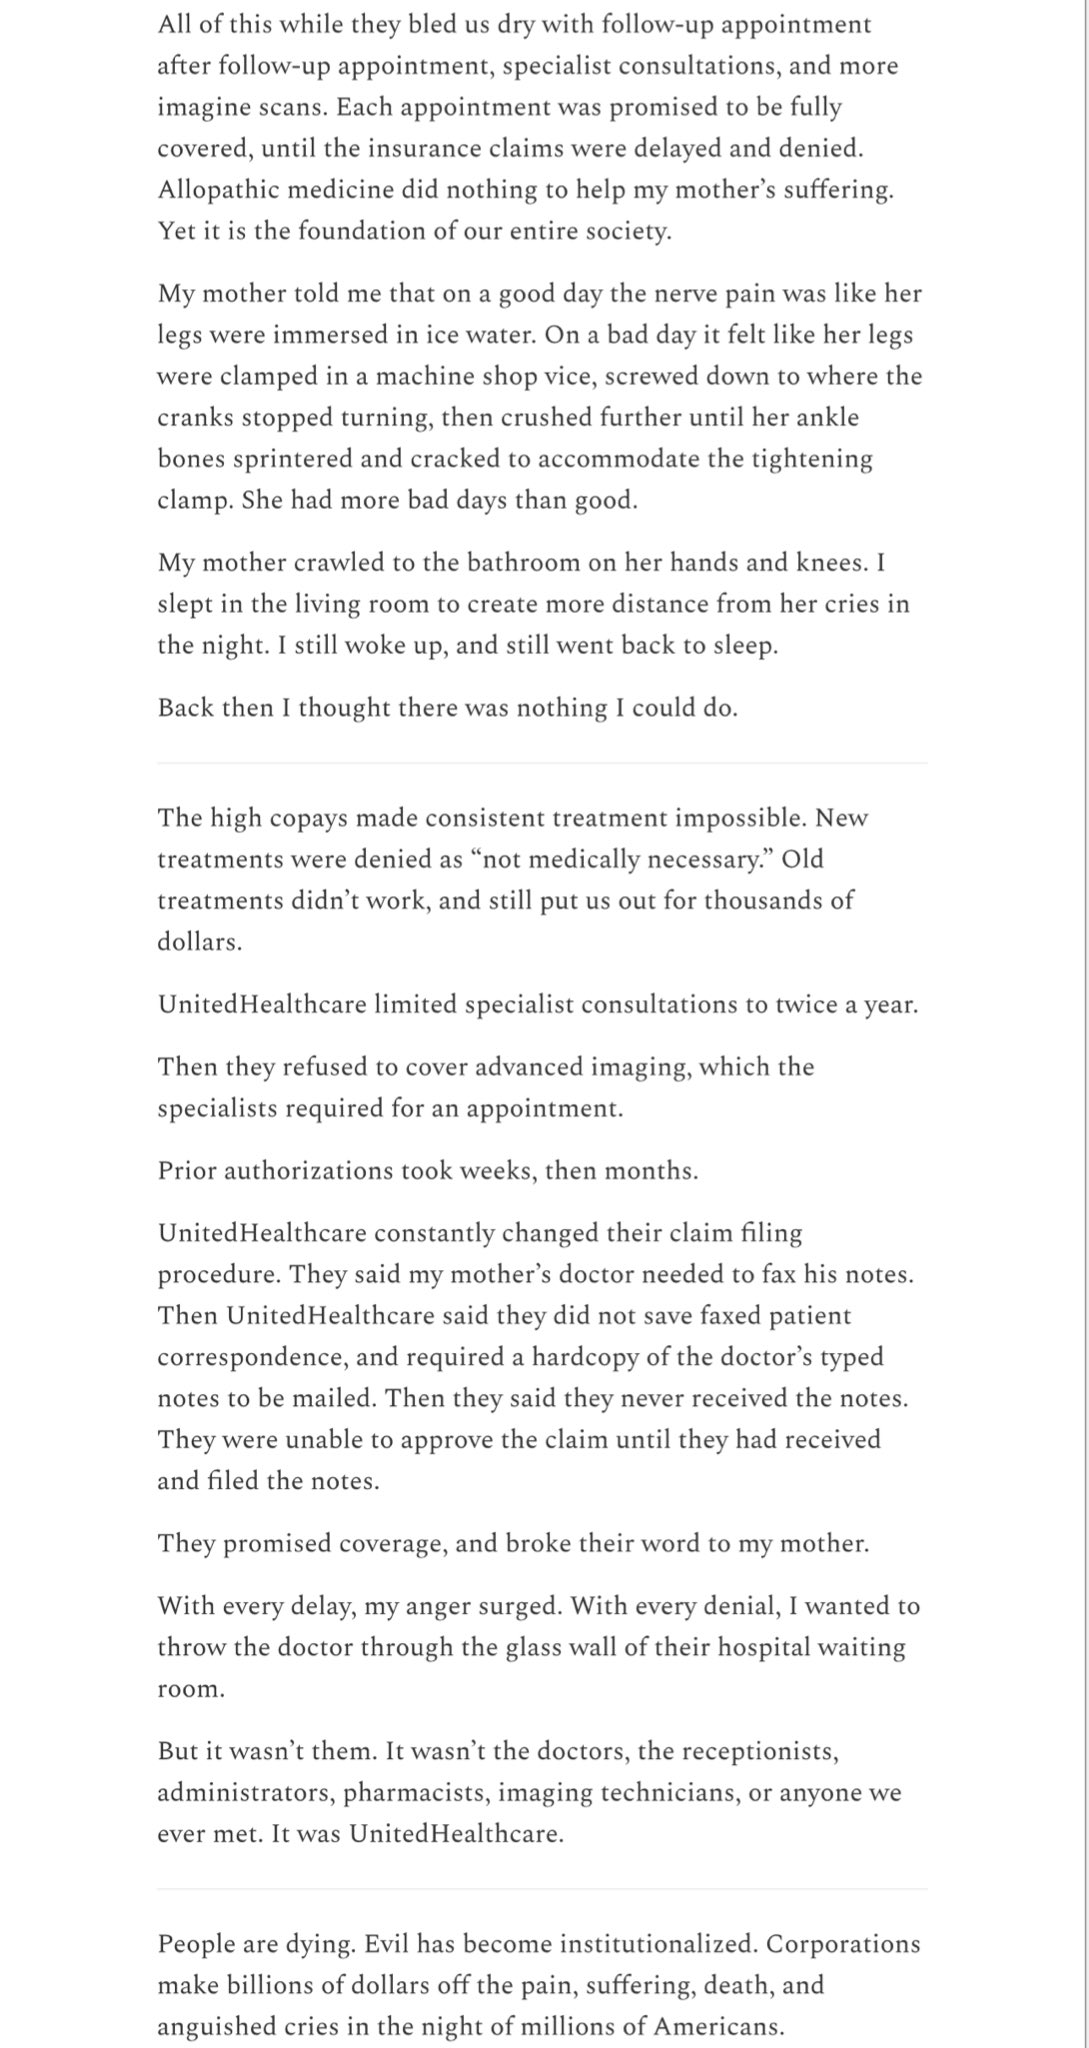 All of this while they bled us dry with follow-up appointment
after follow-up appointment, specialist consultations, and more
imagine scans. Each appointment was promised to be fully
covered, until the insurance claims were delayed and denied.
Allopathic medicine did nothing to help my mother’s suffering.
Yet it is the foundation of our entire society.
My mother told me that on a good day the nerve pain was like her
legs were immersed in ice water. On a bad day it felt like her legs
were clamped in a machine shop vice, screwed down to where the
cranks stopped turning, then crushed further until her ankle
bones sprintered and cracked to accommodate the tightening
clamp. She had more bad days than good.
My mother crawled to the bathroom on her hands and knees. I
slept in the living room to create more distance from her cries in
the night. I still woke up, and still went back to sleep.
Back then I thought there was nothing I could do.
The high copays made consistent treatment impossible. New
treatments were denied as “not medically necessary.” Old
treatments didn’t work, and still put us out for thousands of
dollars.
UnitedHealthcare limited specialist consultations to twice a year.
Then they refused to cover advanced imaging, which the
specialists required for an appointment.
Prior authorizations took weeks, then months.
UnitedHealthcare constantly changed their claim filing
procedure. They said my mother’s doctor needed to fax his notes.
Then UnitedHealthcare said they did not save faxed patient
correspondence, and required a hardcopy of the doctor’s typed
notes to be mailed. Then they said they never received the notes.
They were unable to approve the claim until they had received
and filed the notes.
They promised coverage, and broke their word to my mother.
With every delay, my anger surged. With every denial, I wanted to
throw the doctor through the glass wall of their hospital waiting
room.
But it wasn’t them. It wasn’t the doctors, the receptionists,
administrators, pharmacists, imaging technicians, or anyone we
ever met. It was UnitedHealthcare.
People are dying. Evil has become institutionalized. Corporations
make billions of dollars off the pain, suffering, death, and
anguished cries in the night of millions of Americans.